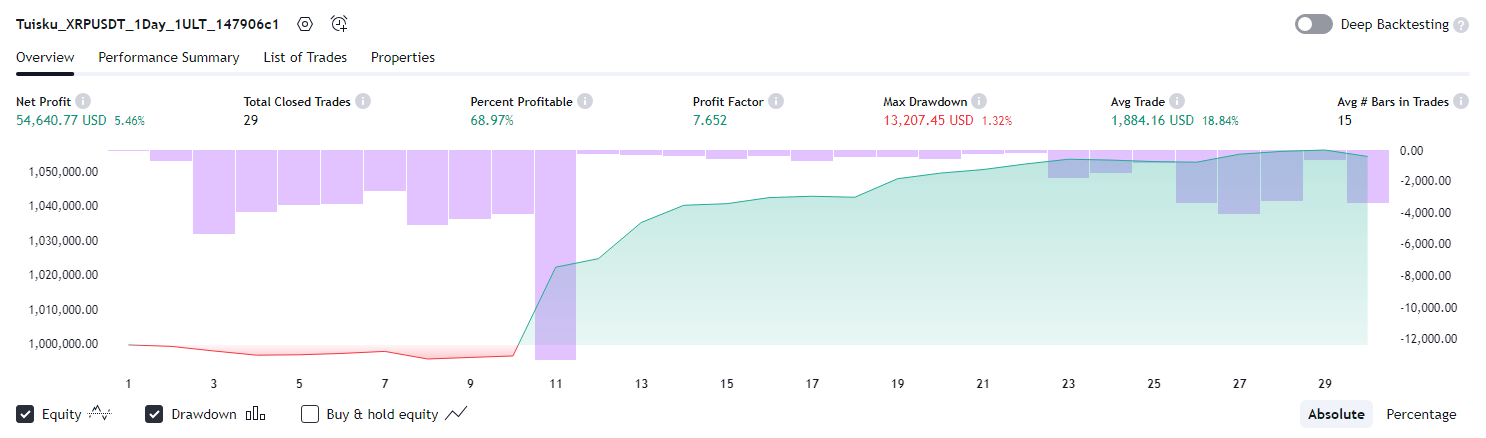 Tuisku_XRPUSDT_1Day_1ULT_147906c1 Deep Backtesting ?
Overview Performance Summary List of Trades Properties
Net Profit i Total Closed Trades i Percent Profitable i Profit Factor i Max Drawdown i Avg Trade i Avg # Bars in Trades i
54,640.77 USD 5.46% 29 68.97% 7.652 13,207.45 USD 1.32% 1,884.16 USD 18.84% 15
0.00
1,050,000.00 -2,000.00
1,040,000.00 -4,000.00
1,030,000.00 -6,000.00
1,020,000.00 -8,000.00
1,010,000.00 -10,000.00
1,000,000.00 -12,000.00
1 3 5 7 9 11 13 15 17 19 21 23 25 27 29
Equity Drawdown Buy & hold equity Absolute Percentage